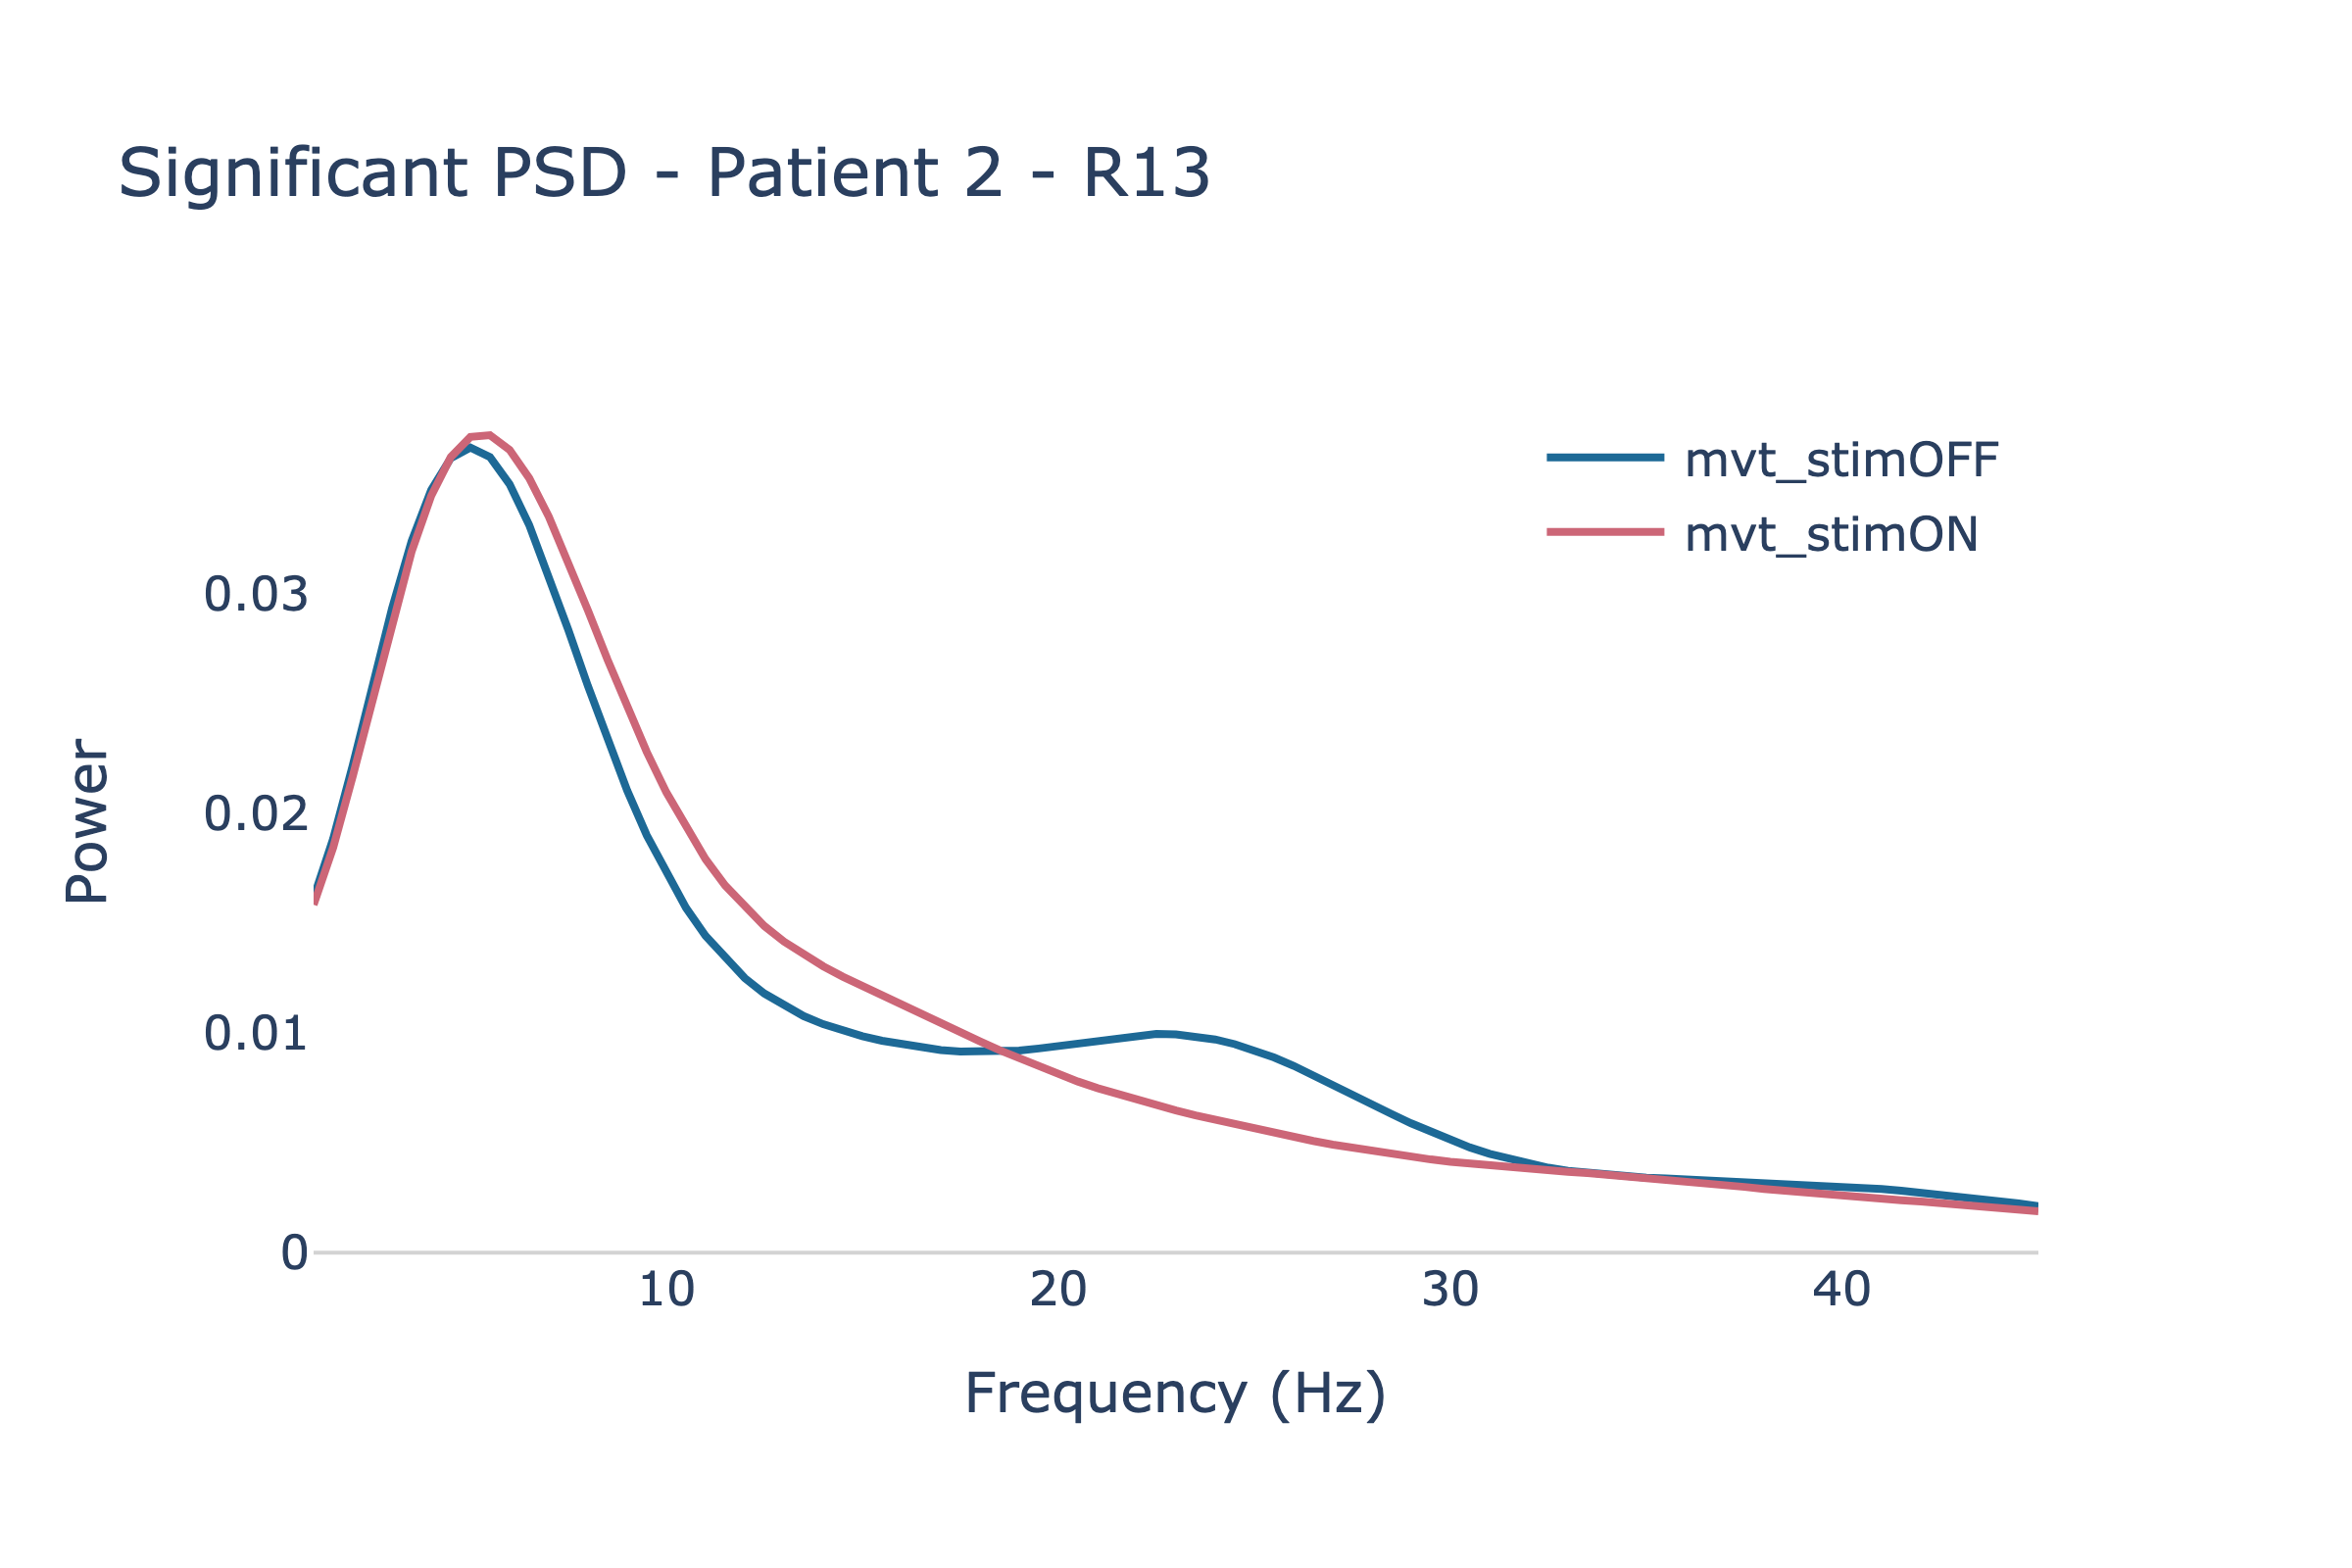 Significant PSD - Patient 2 - R13
mvt_stimOFF
mvt_stimON
0.03
0.02
0.01
0
Power
10 20 30 40
Frequency (Hz)